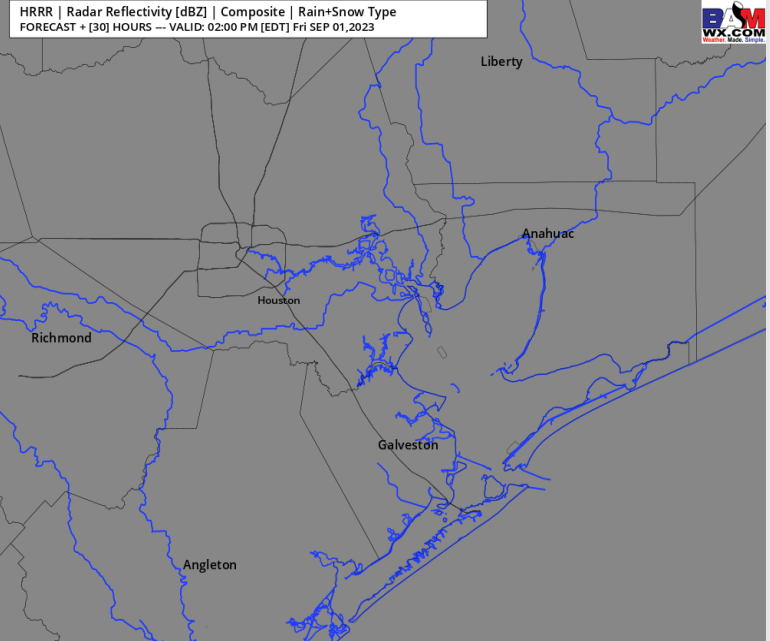 HRRR | Radar Reflectivity [dBZ] | Composite | Rain+Snow Type
FORECAST + [30] HOURS --- VALID: 02:00 PM [EDT] Fri SEP 01,2023
BAM
WX.COM
Weather. Made. Simple.
Liberty
Anahuac
Houston
Richmond
Galveston
Angleton